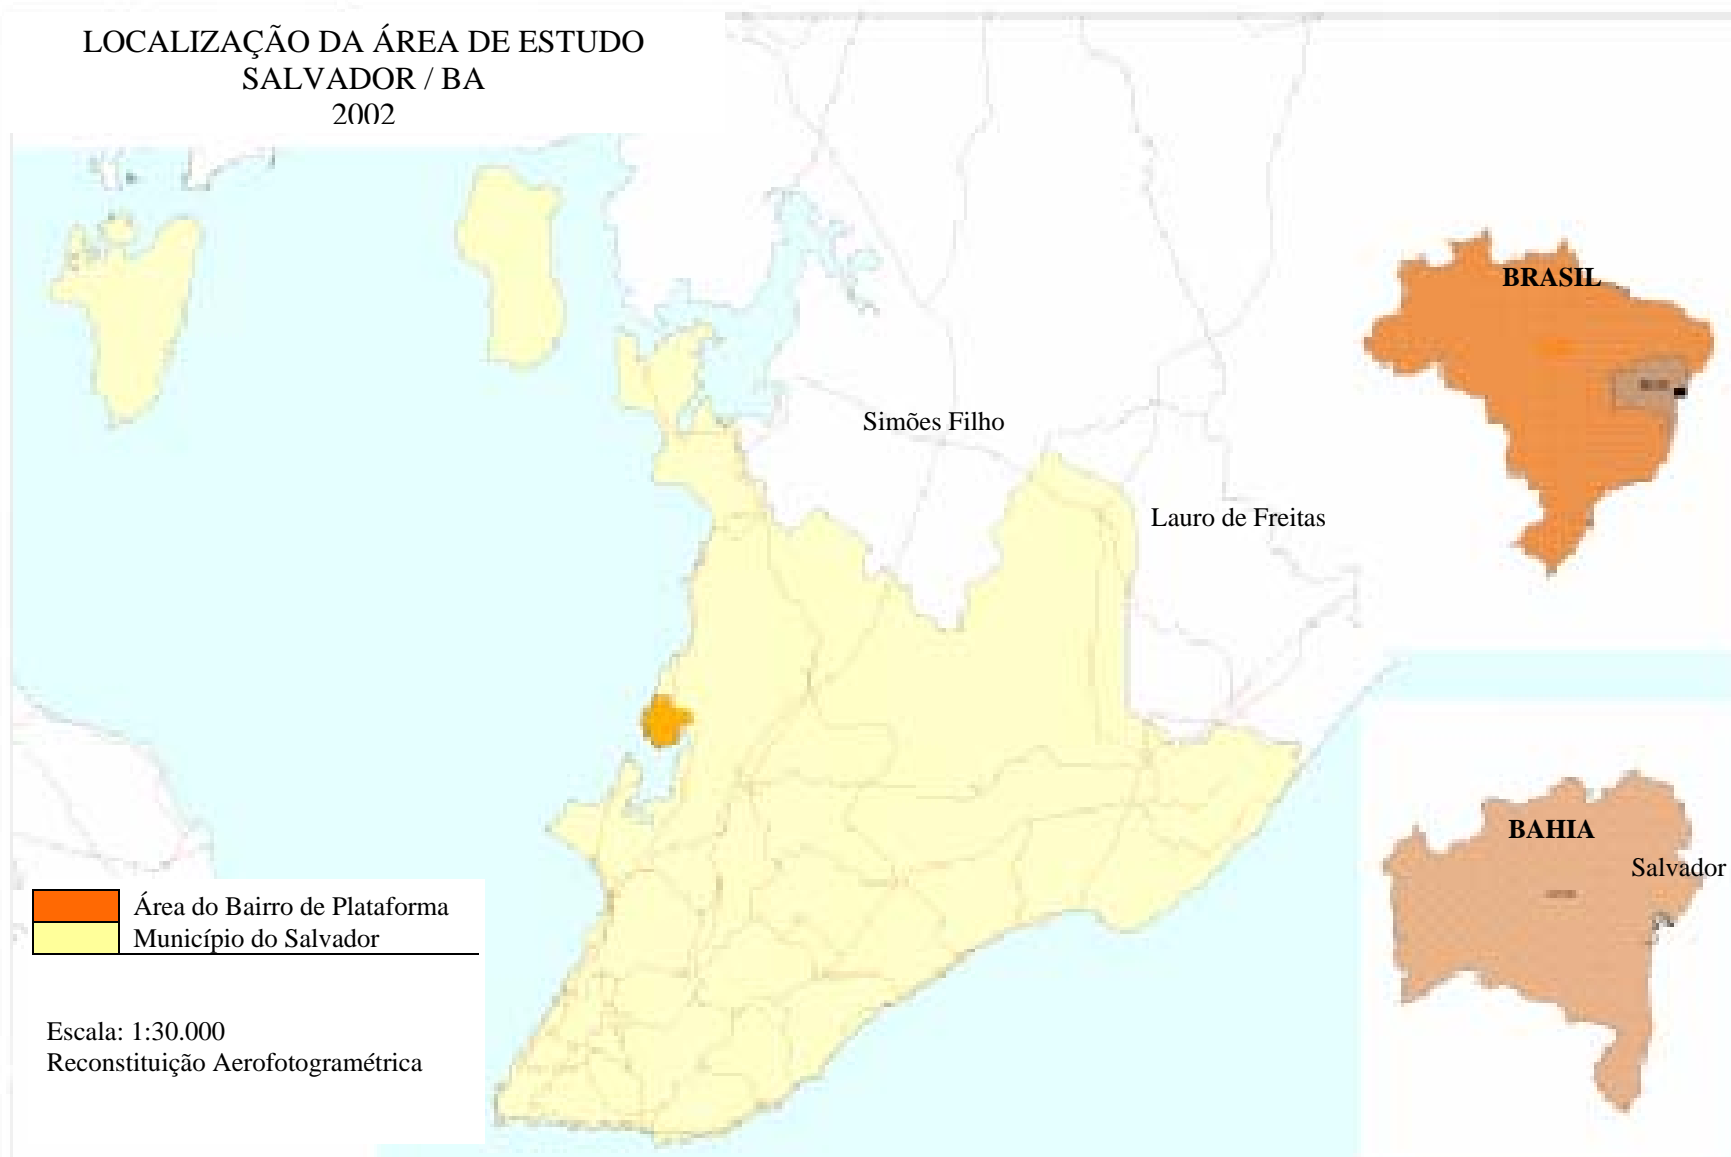 LOCALIZAÇÃO DA ÁREA DE ESTUDO
SALVADOR / BA
2002
BRASIL
Simões Filho
Lauro de Freitas
BAHIA
Salvador
Área do Bairro de Plataforma
Município do Salvador
Escala: 1:30.000
Reconstituição Aerofotogramétrica